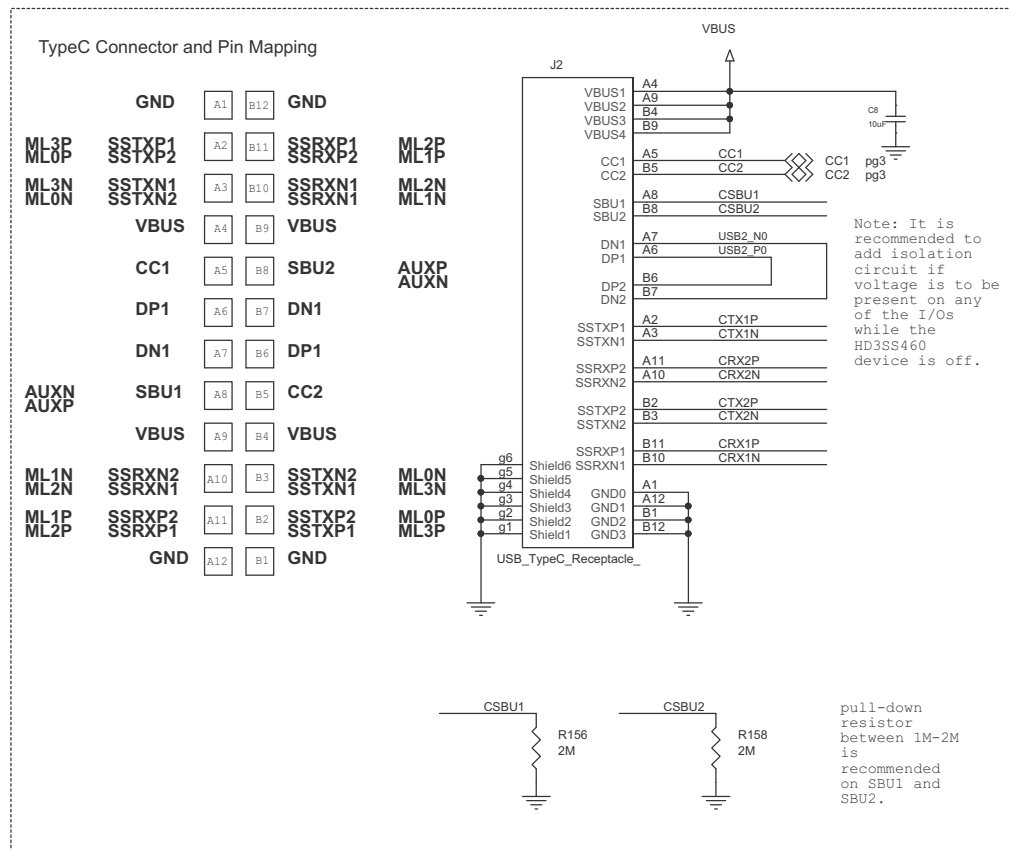 TypeC Connector and Pin Mapping
GND A1 B12 GND
ML3P SSTXP1 A2 B11 SSRXP1 ML2P
ML0P SSTXP2 SSRXP2 ML1P
ML3N SSTXN1 A3 B10 SSRXN1 ML2N
ML0N SSTXN2 SSRXN1 ML1N
VBUS A4 B9 VBUS
CC1 A5 B8 SBU2 AUXP
AUXN
DP1 A6 B7 DN1
DN1 A7 B6 DP1
AUXN SBU1 A8 B5 CC2
AUXP
VBUS A9 B4 VBUS
ML1N SSRXN2 A10 B3 SSTXN2 ML0N
ML2N SSRXN1 SSTXN1 ML3N
ML1P SSRXP2 A11 B2 SSTXP2 ML0P
ML2P SSRXP1 SSTXP1 ML3P
GND A12 B1 GND
VBUS
J2
VBUS1 A4
VBUS2 A9
VBUS3 B4
VBUS4 B9
C8
10uF
CC1 A5 CC1 CC1 pg3
CC2 B5 CC2 CC2 pg3
SBU1 A8 CSBU1
SBU2 B8 CSBU2
DN1 A7 USB2_N0
DP1 A6 USB2_P0
DP2 B6
DN2 B7
SSTXP1 A2 CTX1P
SSTXN1 A3 CTX1N
SSRXP2 A11 CRX2P
SSRXN2 A10 CRX2N
SSTXP2 B2 CTX2P
SSTXN2 B3 CTX2N
SSRXP1 B11 CRX1P
SSRXN1 B10 CRX1N
g6 Shield6
g5 Shield5
g4 Shield4
g3 Shield3
g2 Shield2
g1 Shield1
GND0 A1
GND1 A12
GND2 B1
GND3 B12
USB_TypeC_Receptacle_
Note: It is
recommended to
add isolation
circuit if
voltage is to be
present on any
of the I/Os
while the
HD3SS460
device is off.
CSBU1
R156
2M
CSBU2
R158
2M
pull-down
resistor
between 1M-2M
is
recommended
on SBU1 and
SBU2.